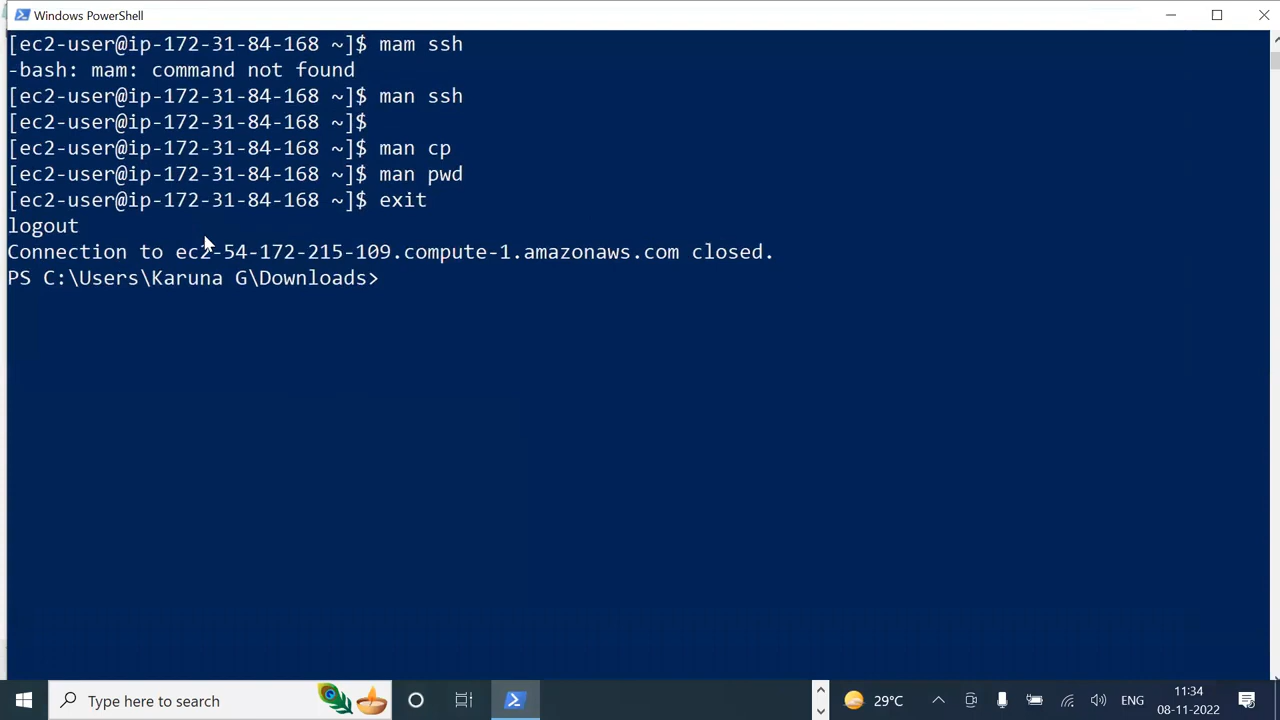 Windows PowerShell
[ec2-user@ip-172-31-84-168 ~]$ mam ssh
-bash: mam: command not found
[ec2-user@ip-172-31-84-168 ~]$ man ssh
[ec2-user@ip-172-31-84-168 ~]$
[ec2-user@ip-172-31-84-168 ~]$ man cp
[ec2-user@ip-172-31-84-168 ~]$ man pwd
[ec2-user@ip-172-31-84-168 ~]$ exit
logout
Connection to ec2-54-172-215-109.compute-1.amazonaws.com closed.
PS C:\Users\Karuna G\Downloads>
Type here to search
29°C
ENG
11:34
08-11-2022